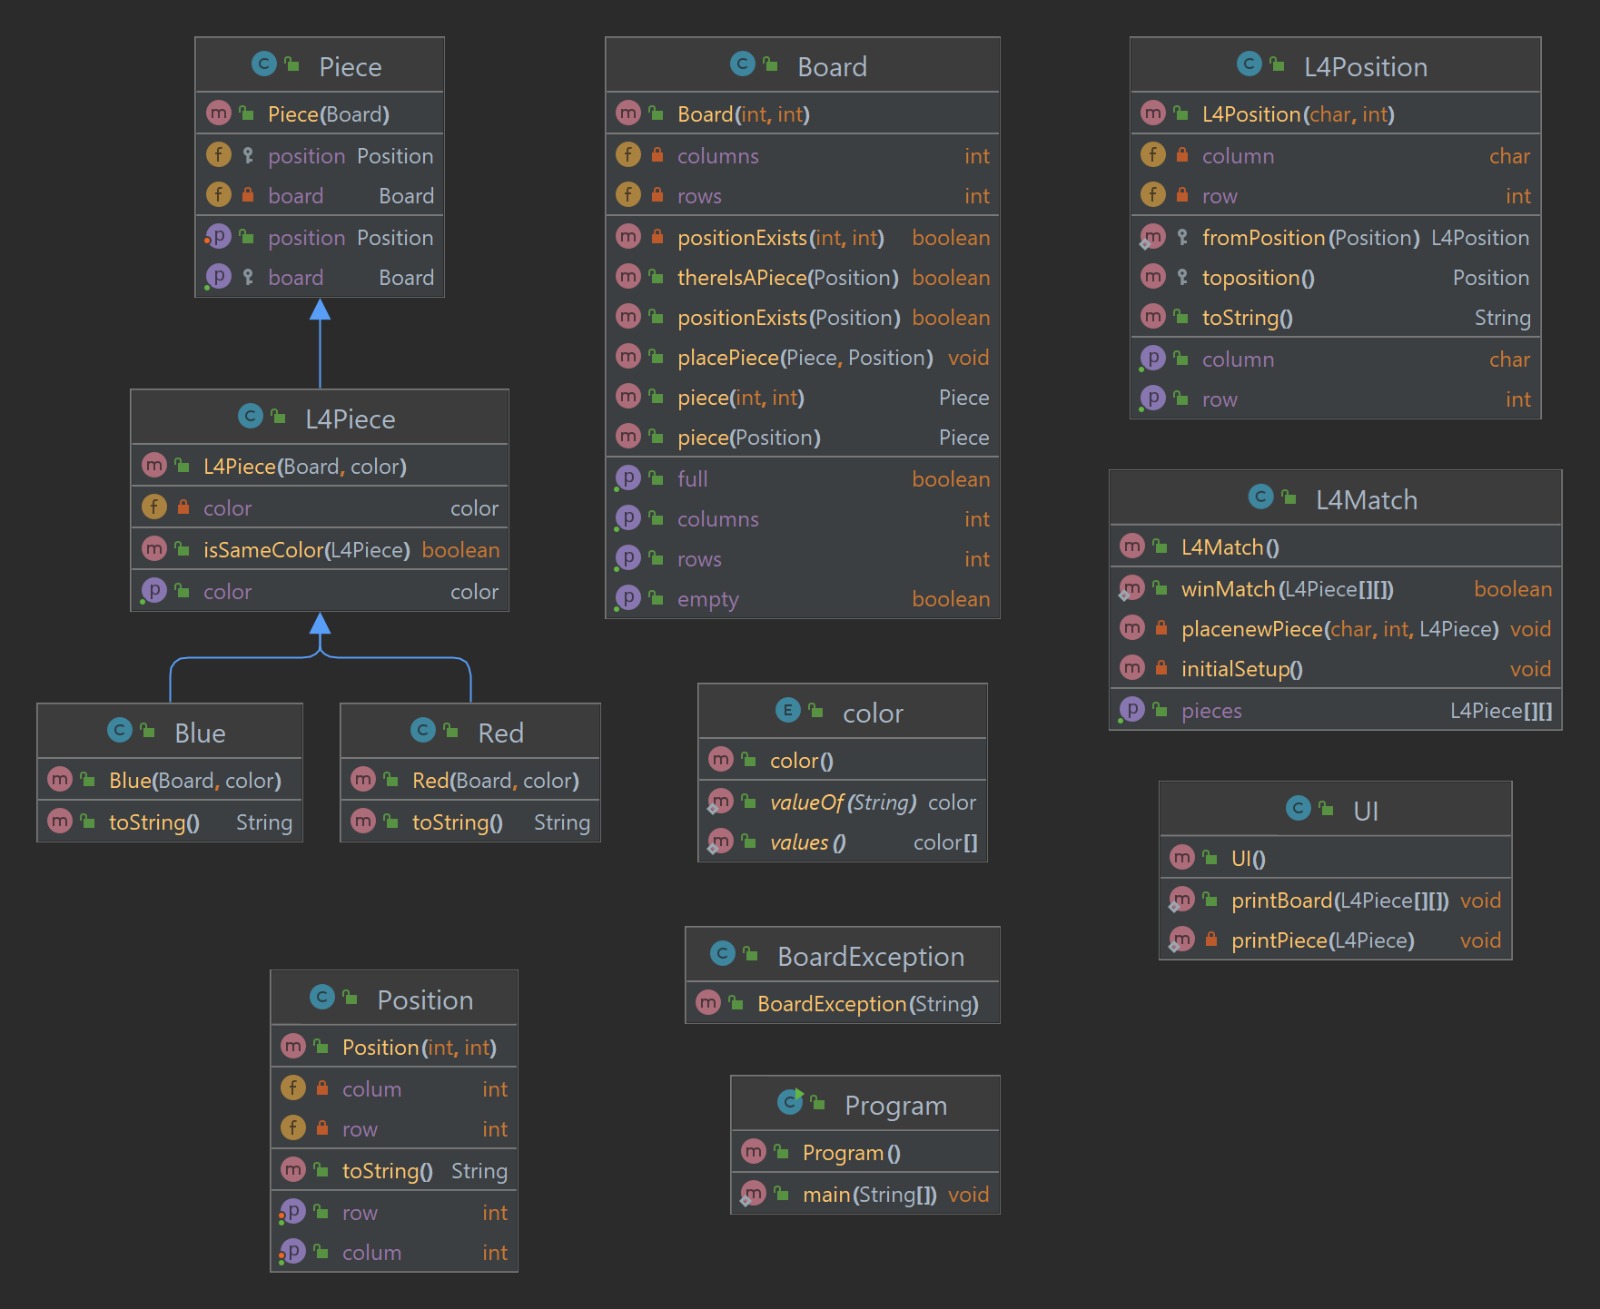 Piece
Piece(Board)
position Position
board Board
position Position
board Board
L4Piece
L4Piece(Board, color)
color color
isSameColor(L4Piece) boolean
color color
Blue
Blue(Board, color)
toString() String
Red
Red(Board, color)
toString() String
Position
Position(int, int)
colum int
row int
toString() String
row int
colum int
Board
Board(int, int)
columns int
rows int
positionExists(int, int) boolean
thereIsAPiece(Position) boolean
positionExists(Position) boolean
placePiece(Piece, Position) void
piece(int, int) Piece
piece(Position) Piece
full boolean
columns int
rows int
empty boolean
color
color()
valueOf(String) color
values() color[]
BoardException
BoardException(String)
Program
Program()
main(String[]) void
L4Position
L4Position(char, int)
column char
row int
fromPosition(Position) L4Position
toposition() Position
toString() String
column char
row int
L4Match
L4Match()
winMatch(L4Piece[][]) boolean
placenewPiece(char, int, L4Piece) void
initialSetup() void
pieces L4Piece[][]
UI
UI()
printBoard(L4Piece[][]) void
printPiece(L4Piece) void